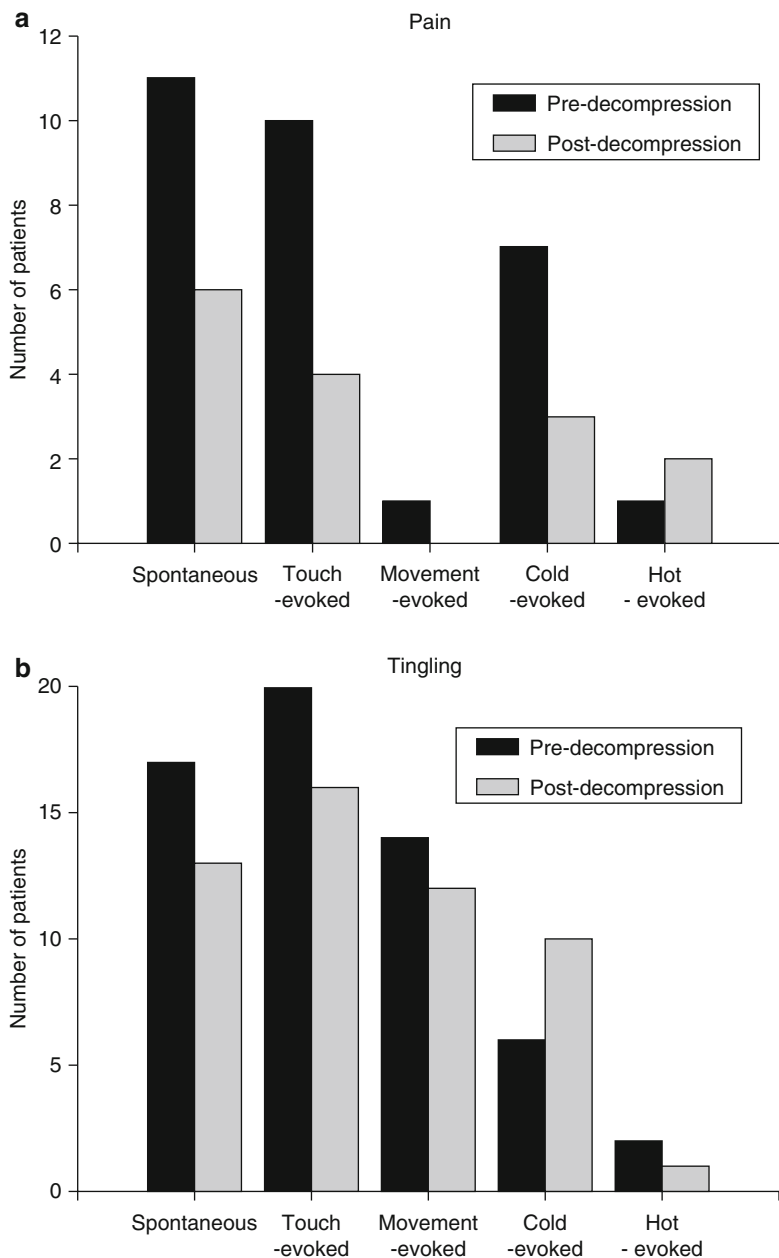 a
Pain
12
10
8
6
4
2
0
Number of patients
Pre-decompression
Post-decompression
Spontaneous
Touch
-evoked
Movement
-evoked
Cold
-evoked
Hot
- evoked
b
Tingling
20
15
10
5
0
Number of patients
Pre-decompression
Post-decompression
Spontaneous
Touch
-evoked
Movement
-evoked
Cold
-evoked
Hot
- evoked